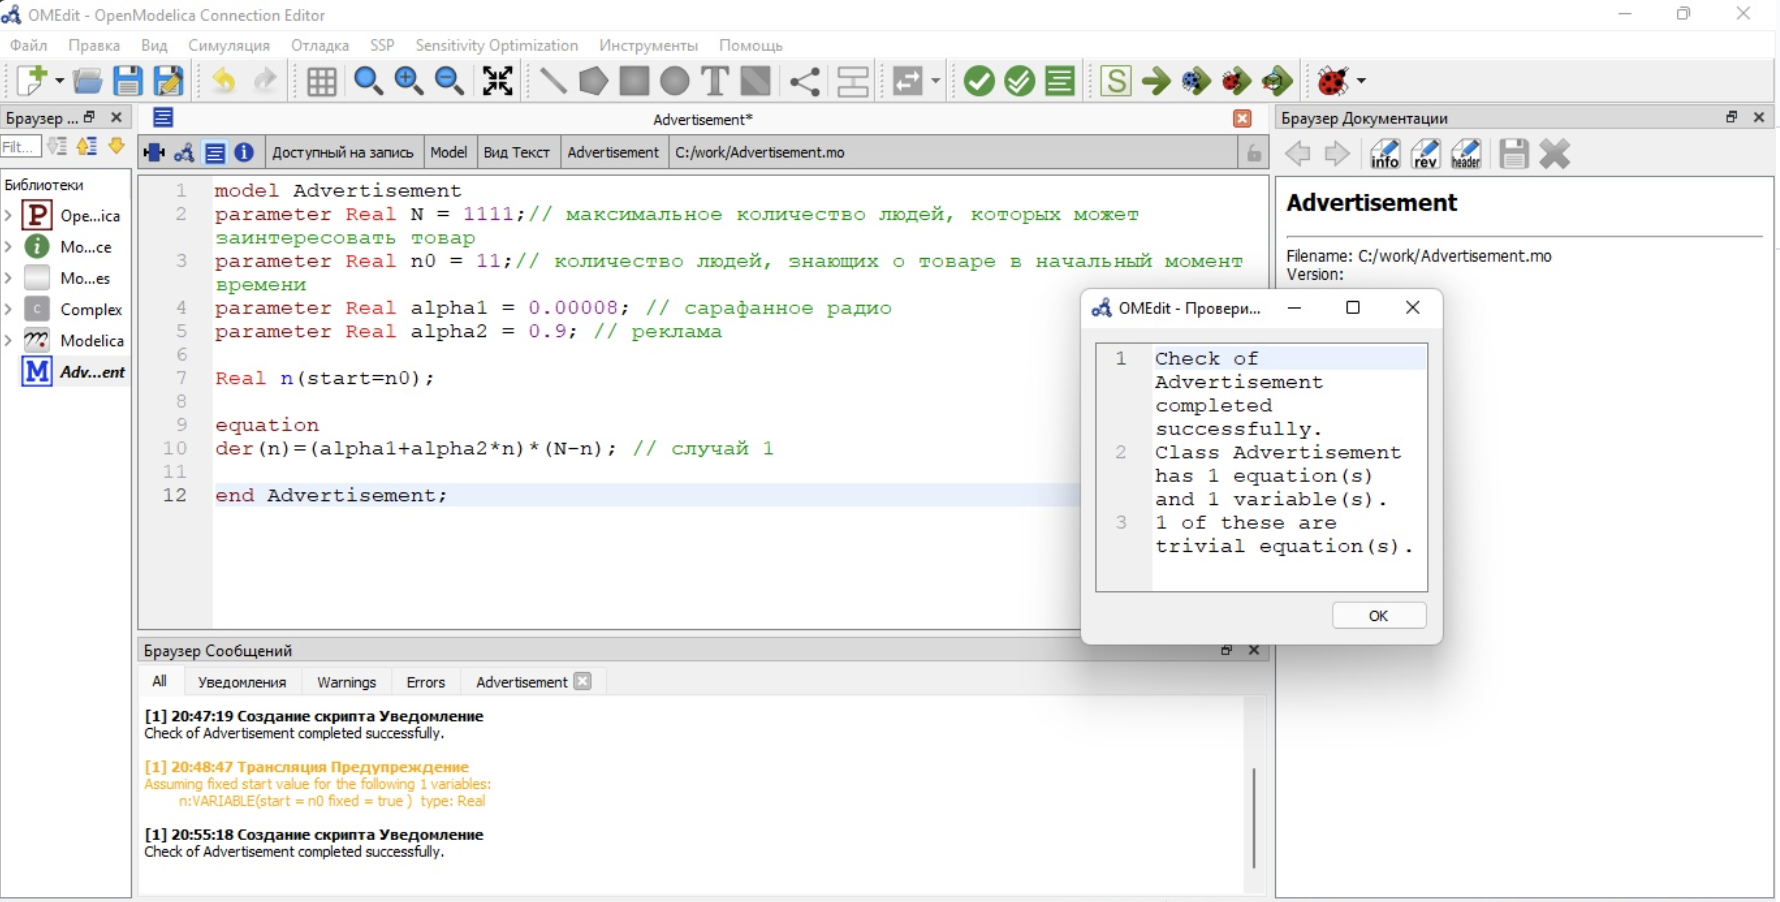 OMEdit - OpenModelica Connection Editor
Файл Правка Вид Симуляция Отладка SSP Sensitivity Optimization Инструменты Помощь
T S info rev header
Браузер ...
Filt...
Библиотеки
P Ope...ica
i Mo...ce
Mo...es
C Complex
Modelica
M Adv...ent
Advertisement*
Доступный на запись Model Вид Текст Advertisement C:/work/Advertisement.mo
1 model Advertisement
2 parameter Real N = 1111;// максимальное количество людей, которых может
заинтересовать товар
3 parameter Real n0 = 11;// количество людей, знающих о товаре в начальный момент
времени
4 parameter Real alpha1 = 0.00008; // сарафанное радио
5 parameter Real alpha2 = 0.9; // реклама
6
7 Real n(start=n0);
8
9 equation
10 der(n)=(alpha1+alpha2*n)*(N-n); // случай 1
11
12 end Advertisement;
Браузер Документации
Advertisement
Filename: C:/work/Advertisement.mo
Version:
OMEdit - Провери...
1 Check of
Advertisement
completed
successfully.
2 Class Advertisement
has 1 equation(s)
and 1 variable(s).
3 1 of these are
trivial equation(s).
OK
Браузер Сообщений
All Уведомления Warnings Errors Advertisement
[1] 20:47:19 Создание скрипта Уведомление
Check of Advertisement completed successfully.
[1] 20:48:47 Трансляция Предупреждение
Assuming fixed start value for the following 1 variables:
n:VARIABLE(start = n0 fixed = true ) type: Real
[1] 20:55:18 Создание скрипта Уведомление
Check of Advertisement completed successfully.